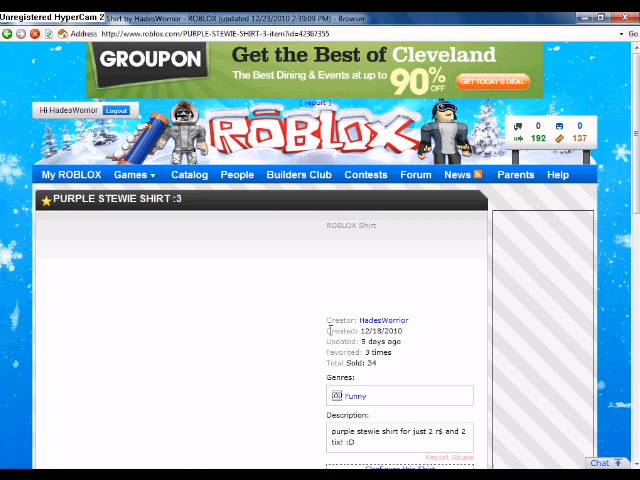 Unregistered HyperCam 2
Shirt by HadesWorrior - ROBLOX (updated 12/23/2010 2:39:09 PM) - Browser
Address http://www.roblox.com/PURPLE-STEWIE-SHIRT-3-item?id=42367355
Go
GROUPON
Get the Best of Cleveland
The Best Dining & Events at up to 90% OFF
GET TODAY'S DEAL
[ report ]
Hi HadesWorrior Logout
ROBLOX
0 0
R$ 192 137
My ROBLOX Games Catalog People Builders Club Contests Forum News Parents Help
PURPLE STEWIE SHIRT :3
ROBLOX Shirt
Creator: HadesWorrior
Created: 12/18/2010
Updated: 5 days ago
Favorited: 3 times
Total Sold: 34
Genres:
Funny
Description:
purple stewie shirt for just 2 r$ and 2
tix! :D
Report Abuse
Configure this Shirt
Chat